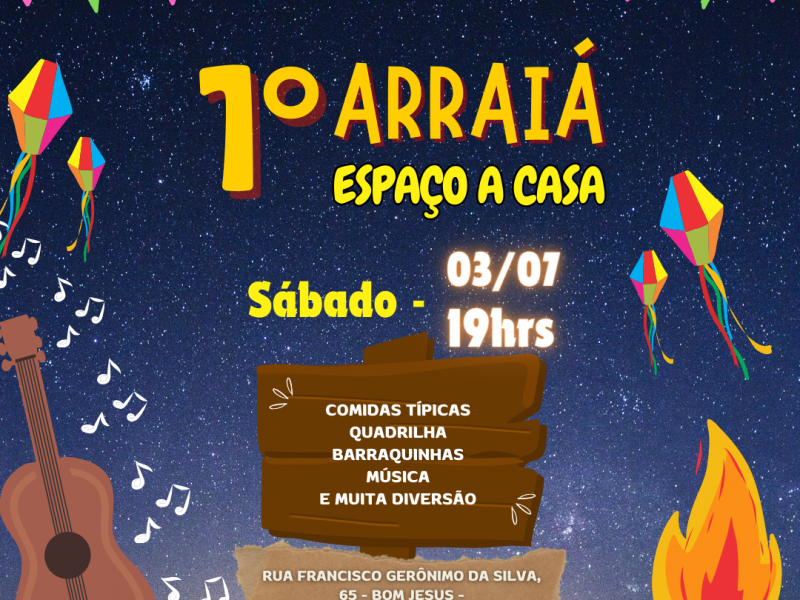 1º ARRAIÁ
ESPAÇO A CASA
Sábado - 03/07
19hrs
COMIDAS TÍPICAS
QUADRILHA
BARRAQUINHAS
MÚSICA
E MUITA DIVERSÃO
RUA FRANCISCO GERÔNIMO DA SILVA,
65 - BOM JESUS -